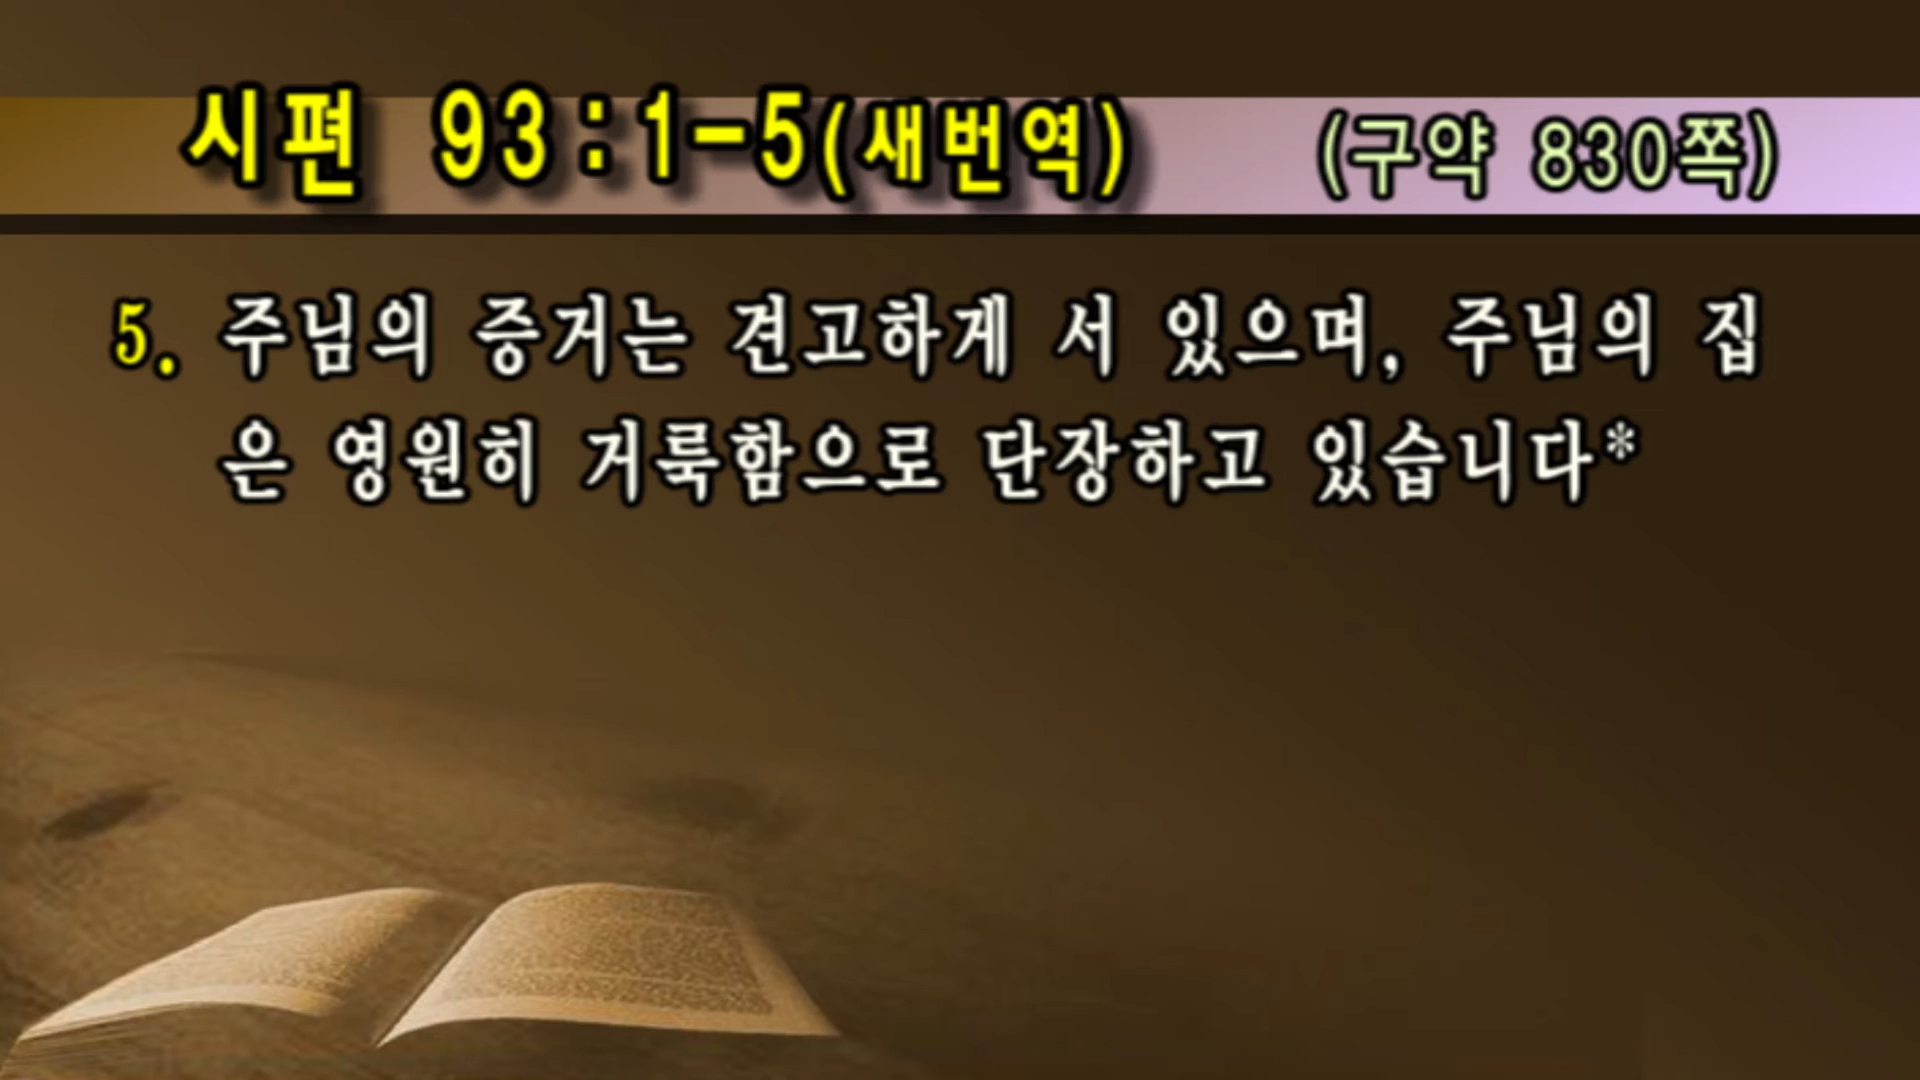 시편 93:1-5(새번역) (구약 830쪽)
5. 주님의 증거는 견고하게 서 있으며, 주님의 집
은 영원히 거룩함으로 단장하고 있습니다*